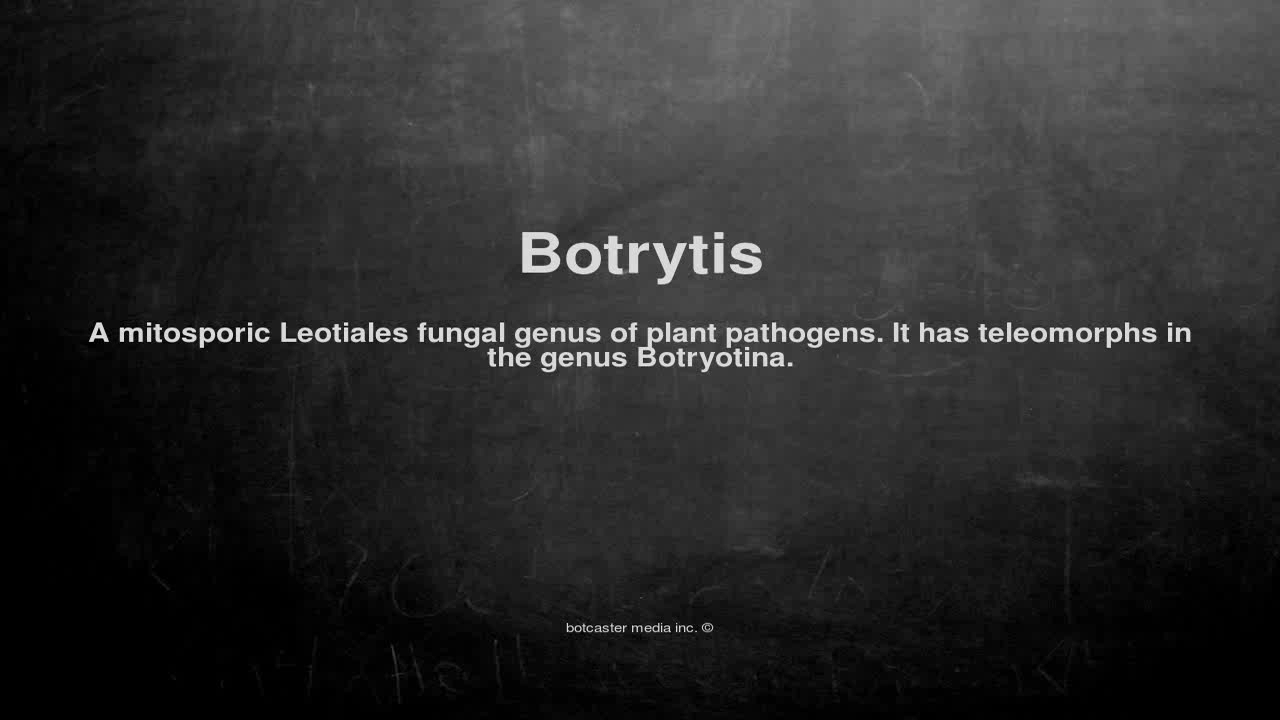 Botrytis
A mitosporic Leotiales fungal genus of plant pathogens. It has teleomorphs in
the genus Botryotina.
botcaster media inc. ©